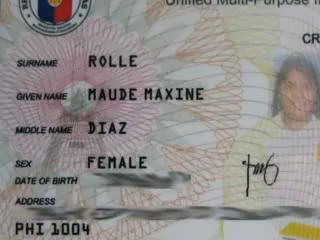 Unified Multi-Purpose
CR
SURNAME ROLLE
GIVEN NAME MAUDE MAXINE
MIDDLE NAME DIAZ
SEX FEMALE
DATE OF BIRTH
ADDRESS
PHI 1004